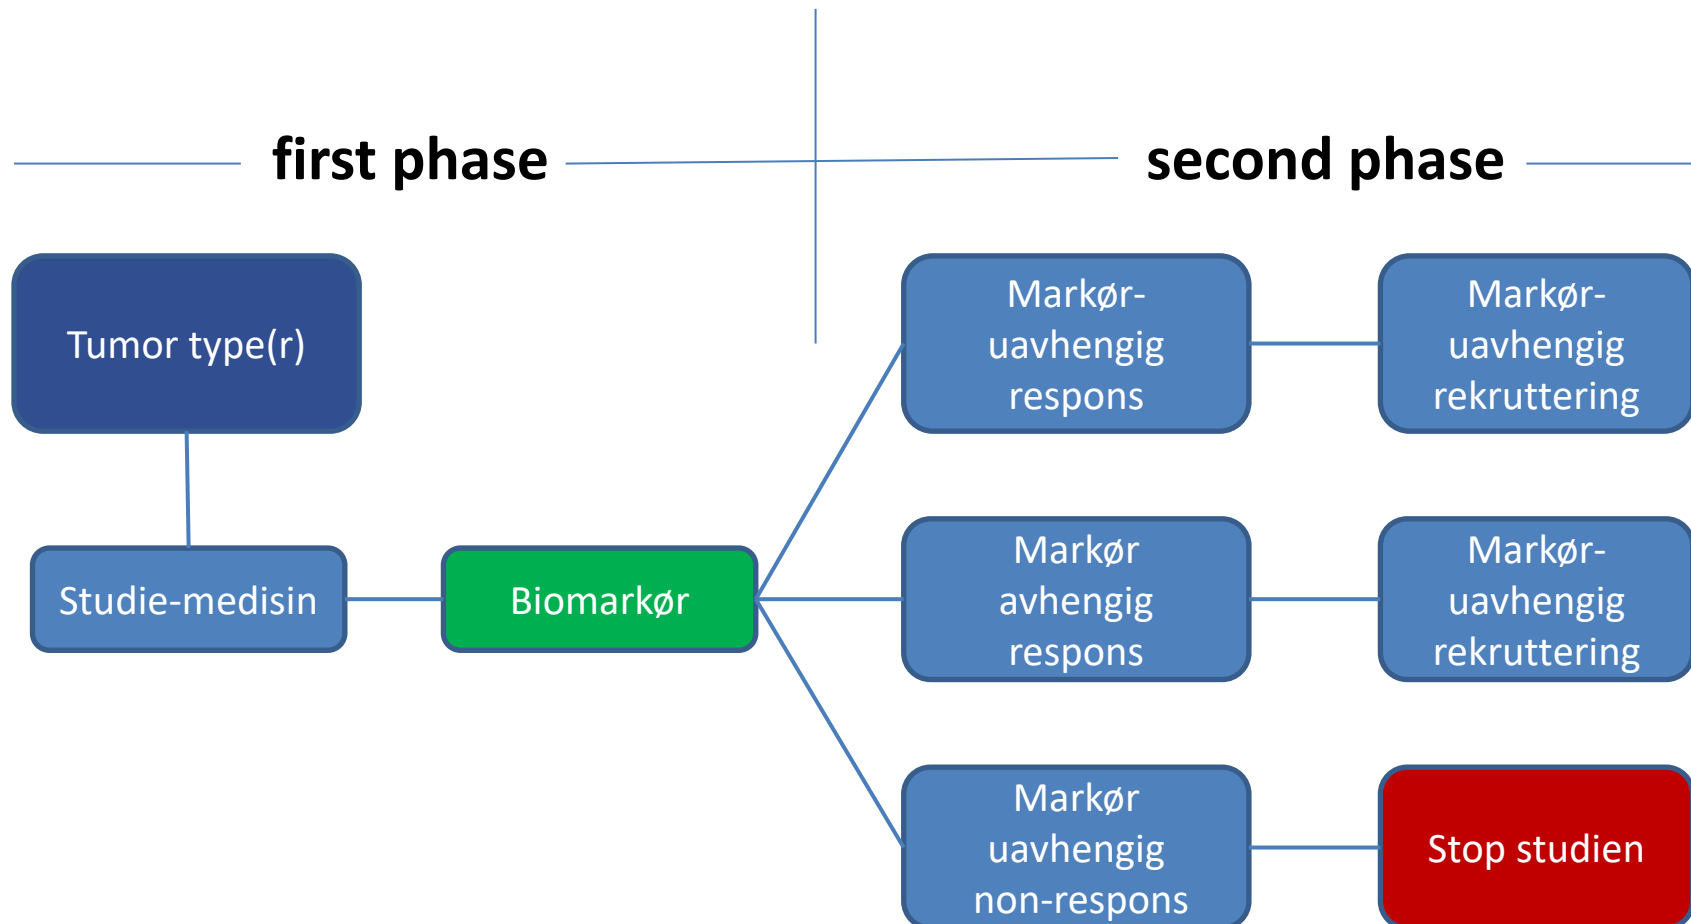 first phase
second phase
Tumor type(r)
Studie-medisin
Biomarkør
Markør-
uavhengig
respons
Markør-
uavhengig
rekruttering
Markør
avhengig
respons
Markør-
uavhengig
rekruttering
Markør
uavhengig
non-respons
Stop studien